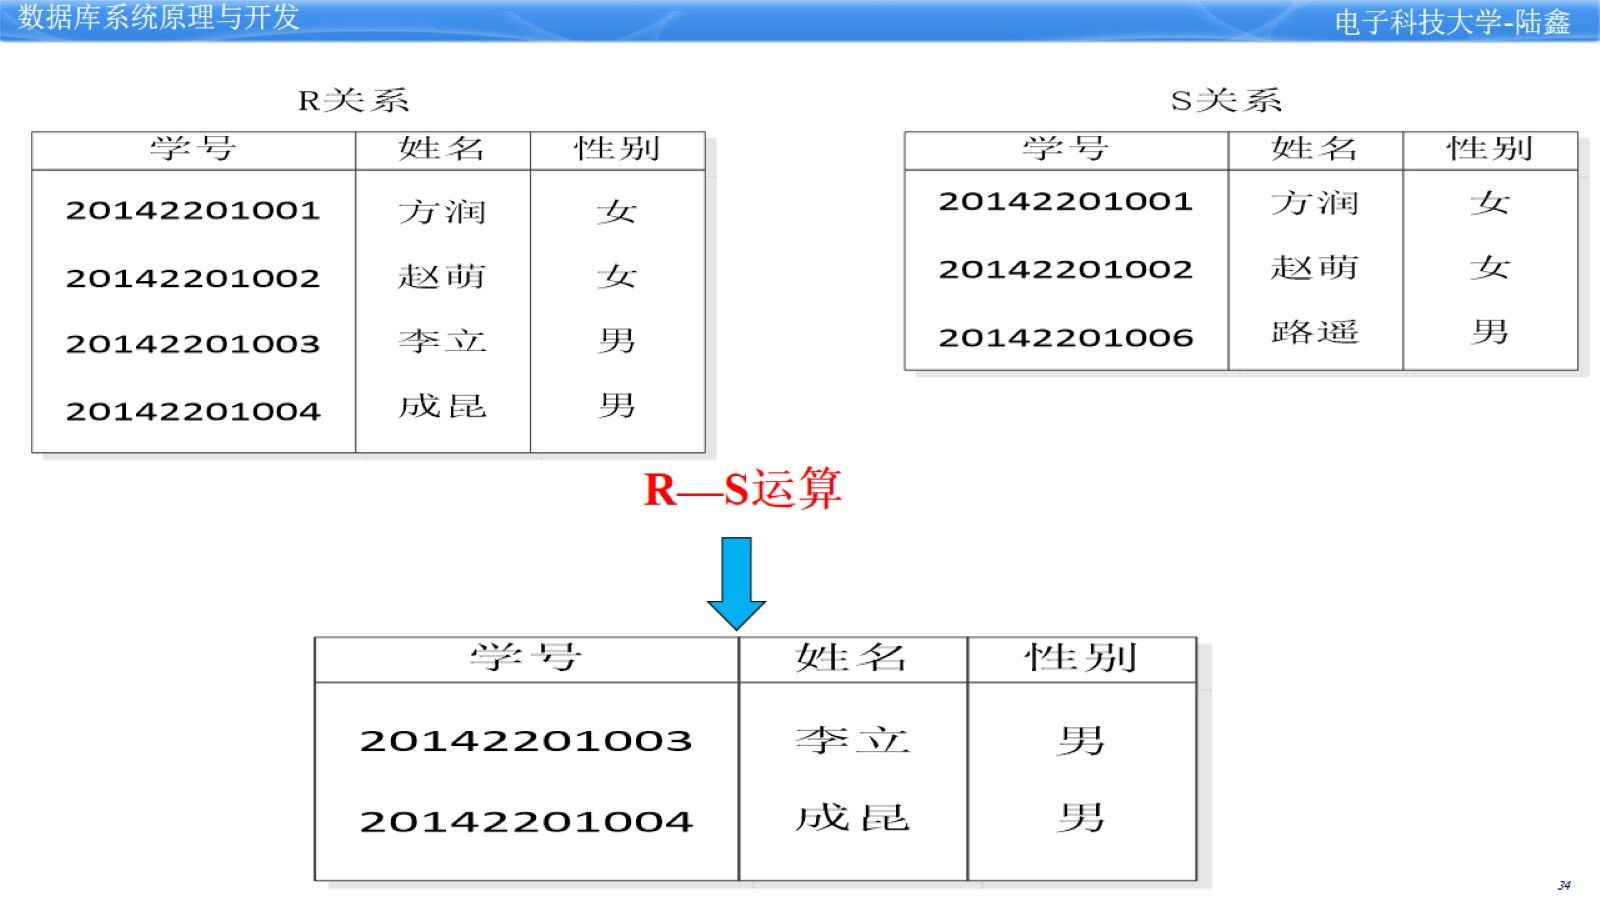 数据库系统原理与开发
电子科技大学-陆鑫
R关系
学号 姓名 性别
20142201001 方润 女
20142201002 赵萌 女
20142201003 李立 男
20142201004 成昆 男
S关系
学号 姓名 性别
20142201001 方润 女
20142201002 赵萌 女
20142201006 路遥 男
R—S运算
学号 姓名 性别
20142201003 李立 男
20142201004 成昆 男
34